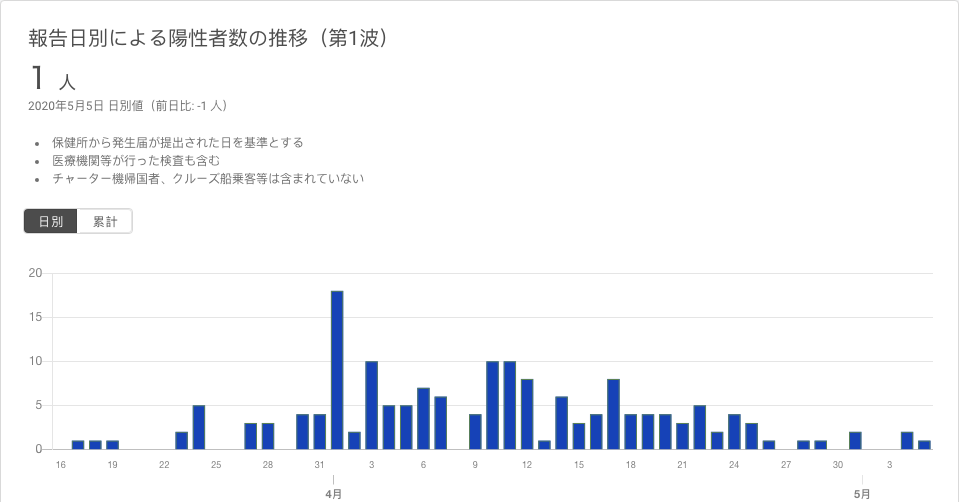 報告日別による陽性者数の推移（第1波）
1 人
2020年5月5日 日別値（前日比: -1 人）
保健所から発生届が提出された日を基準とする
医療機関等が行った検査も含む
チャーター機帰国者、クルーズ船乗客等は含まれていない
日別 累計
20
15
10
5
0
16 19 22 25 28 31 3 6 9 12 15 18 21 24 27 30 3
4月 5月